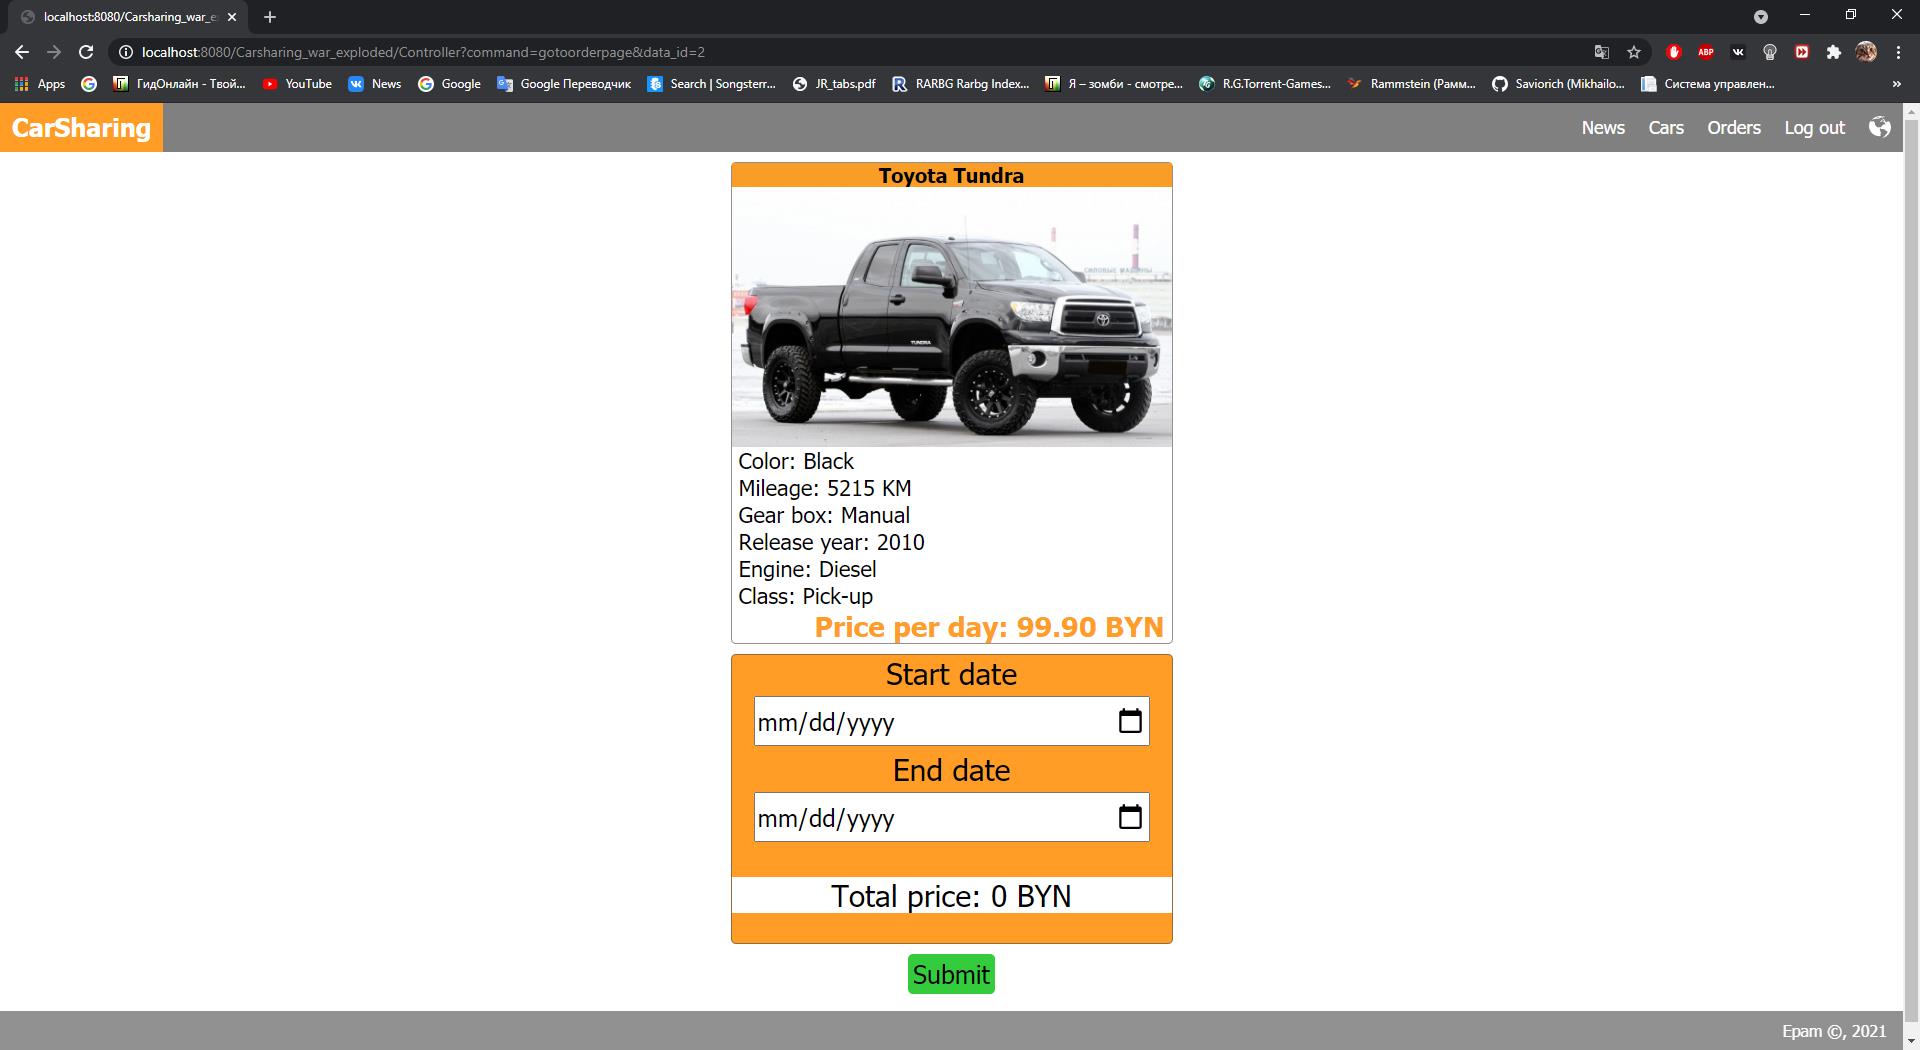 localhost:8080/Carsharing_war_e
localhost:8080/Carsharing_war_exploded/Controller?command=gotoorderpage&data_id=2
ABP
Apps
ГидОнлайн - Твой...
YouTube
News
Google
Google Переводчик
Search | Songsterr...
JR_tabs.pdf
RARBG Rarbg Index...
Я – зомби - смотре...
R.G.Torrent-Games...
Rammstein (Рамм...
Saviorich (Mikhailo...
Система управлен...
»
CarSharing
News
Cars
Orders
Log out
Toyota Tundra
СИЛОВЫЕ МАШИНЫ
TUNDRA
Color: Black
Mileage: 5215 KM
Gear box: Manual
Release year: 2010
Engine: Diesel
Class: Pick-up
Price per day: 99.90 BYN
Start date
mm/dd/yyyy
End date
mm/dd/yyyy
Total price: 0 BYN
Submit
Epam ©, 2021